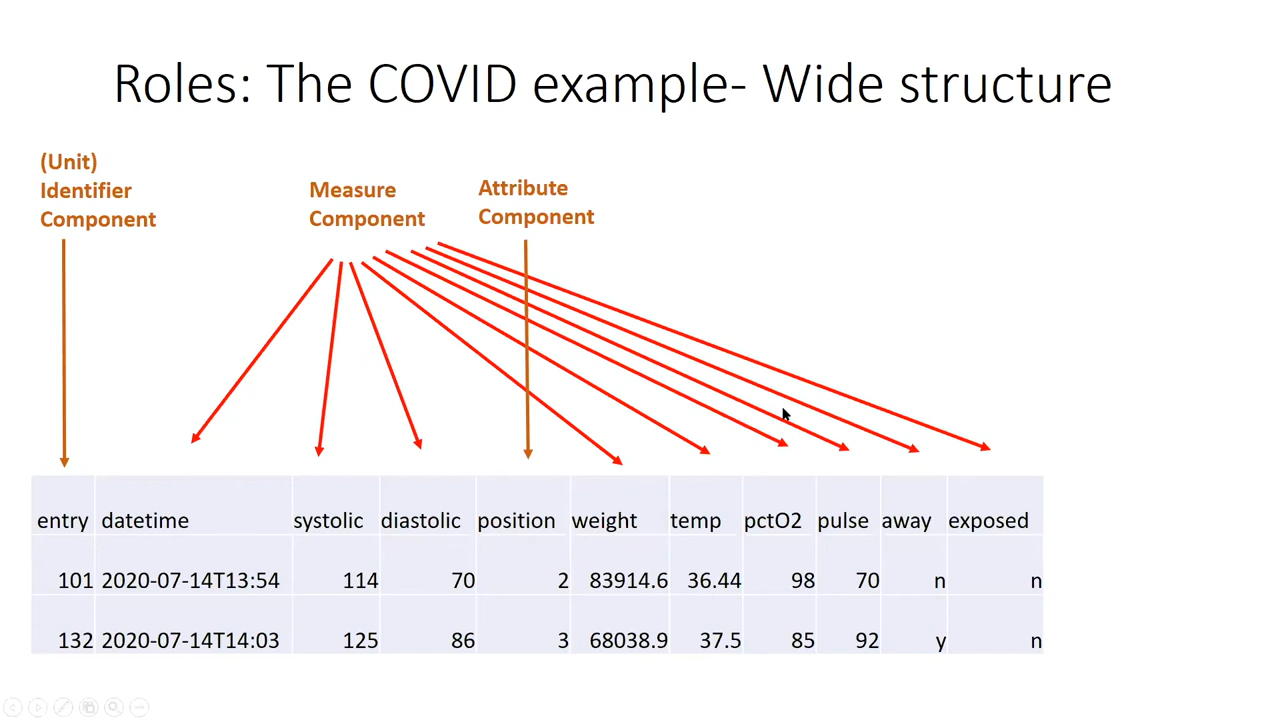 Roles: The COVID example- Wide structure
(Unit)
Identifier
Component
Measure
Component
Attribute
Component
entry datetime systolic diastolic position weight temp pctO2 pulse away exposed
101 2020-07-14T13:54 114 70 2 83914.6 36.44 98 70 n n
132 2020-07-14T14:03 125 86 3 68038.9 37.5 85 92 y n